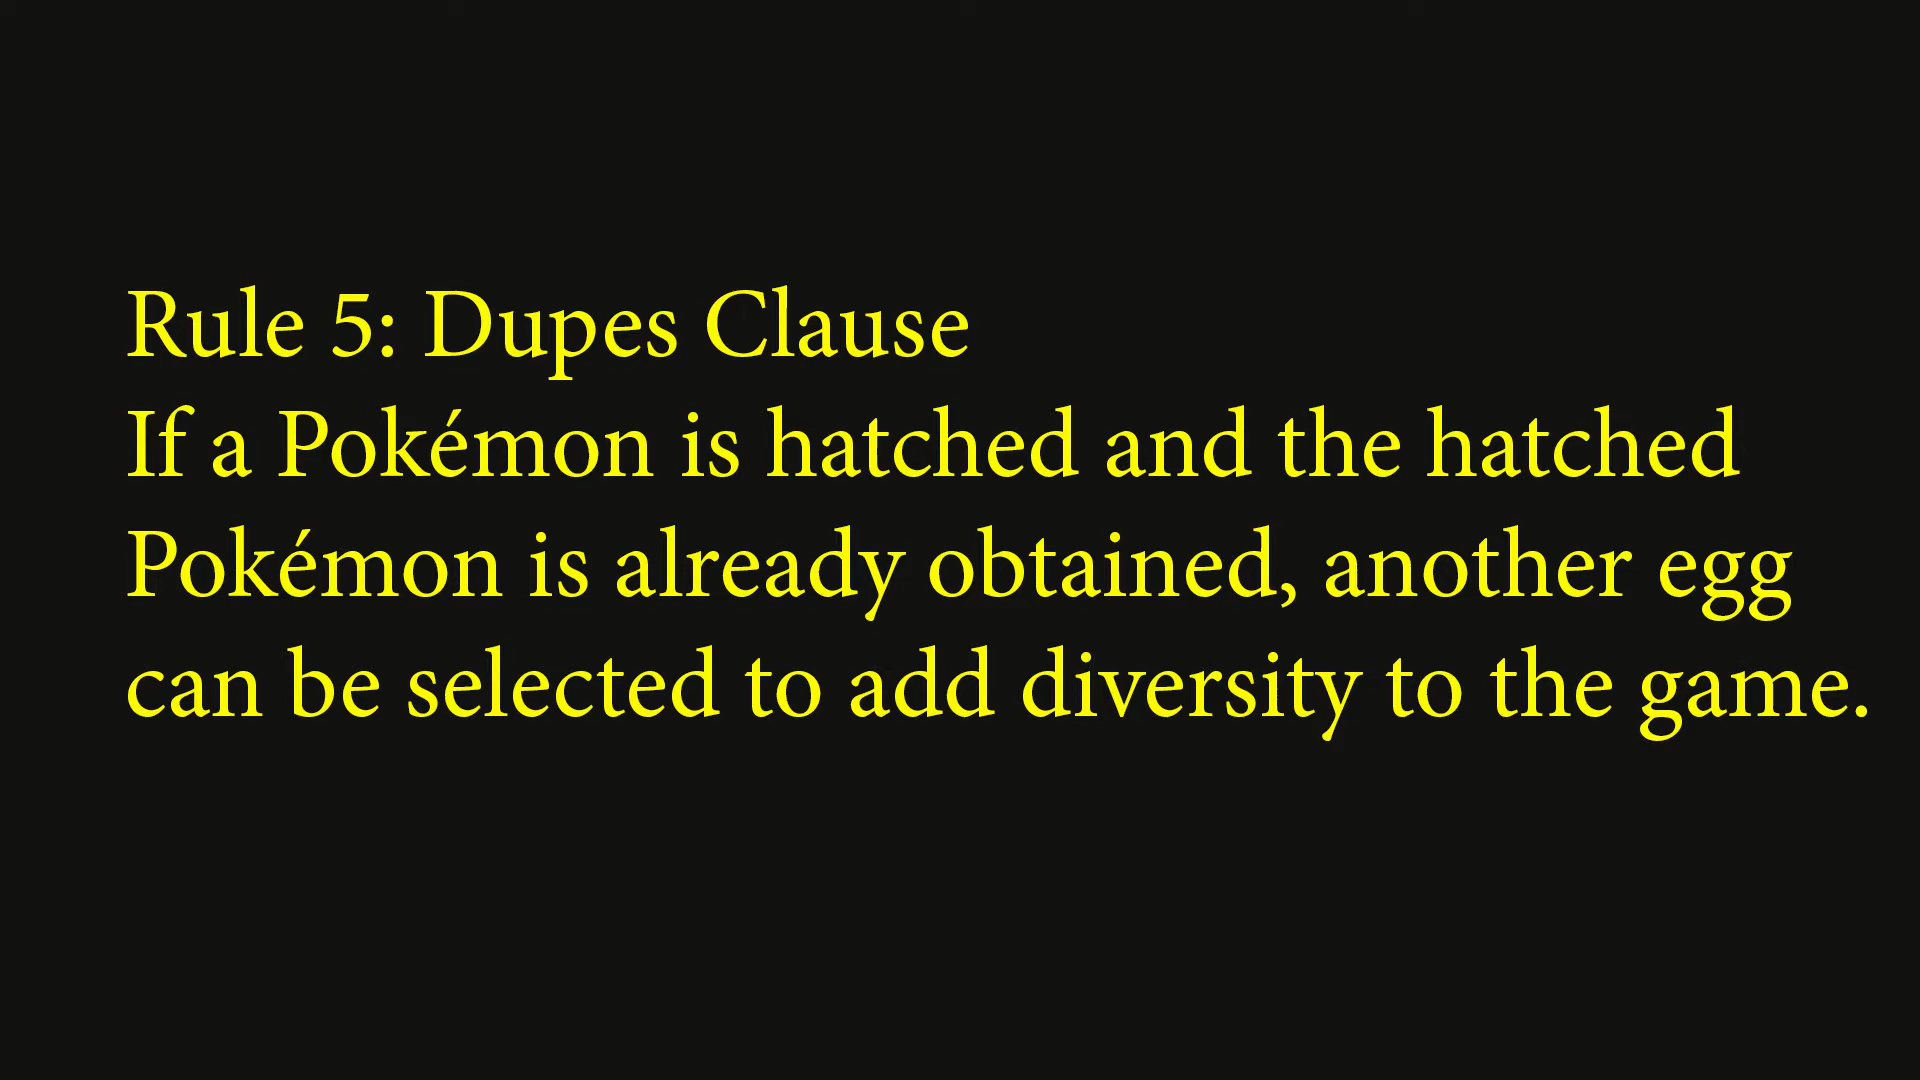 Rule 5: Dupes Clause
If a Pokémon is hatched and the hatched
Pokémon is already obtained, another egg
can be selected to add diversity to the game.